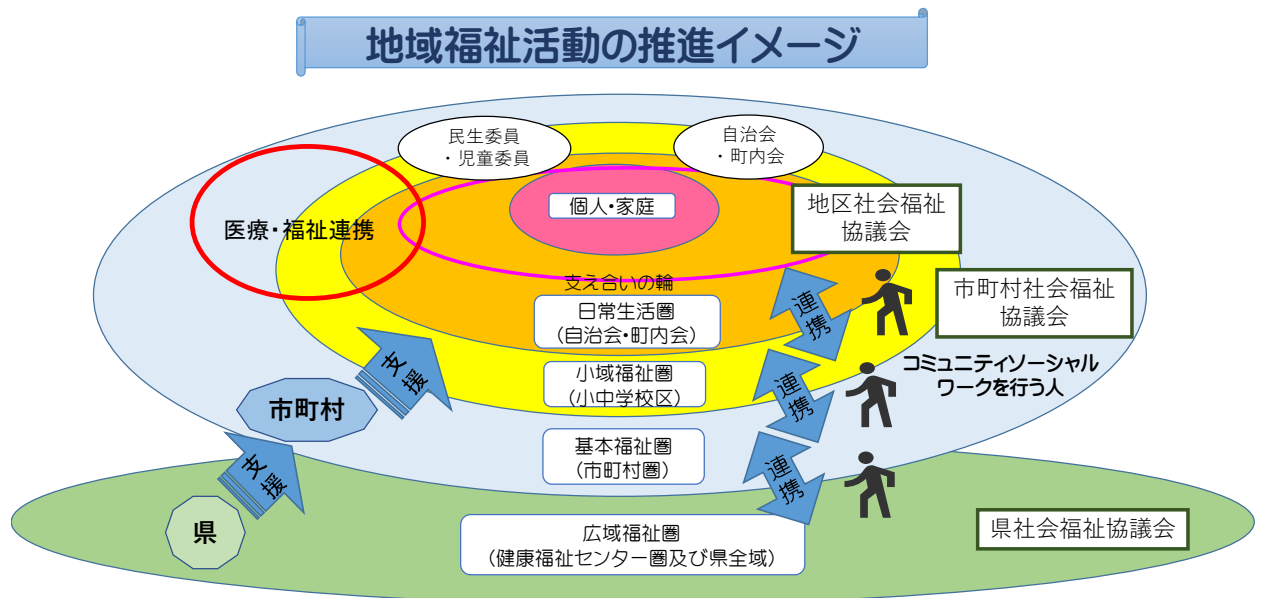 地域福祉活動の推進イメージ
民生委員
・児童委員
自治会
・町内会
個人・家庭
地区社会福祉
協議会
医療・福祉連携
支え合いの輪
日常生活圏
(自治会・町内会)
連携
市町村社会福祉
協議会
支援
小域福祉圏
(小中学校区)
連携
コミュニティソーシャル
ワークを行う人
市町村
基本福祉圏
(市町村圏)
連携
支援
県
広域福祉圏
(健康福祉センター圏及び県全域)
県社会福祉協議会